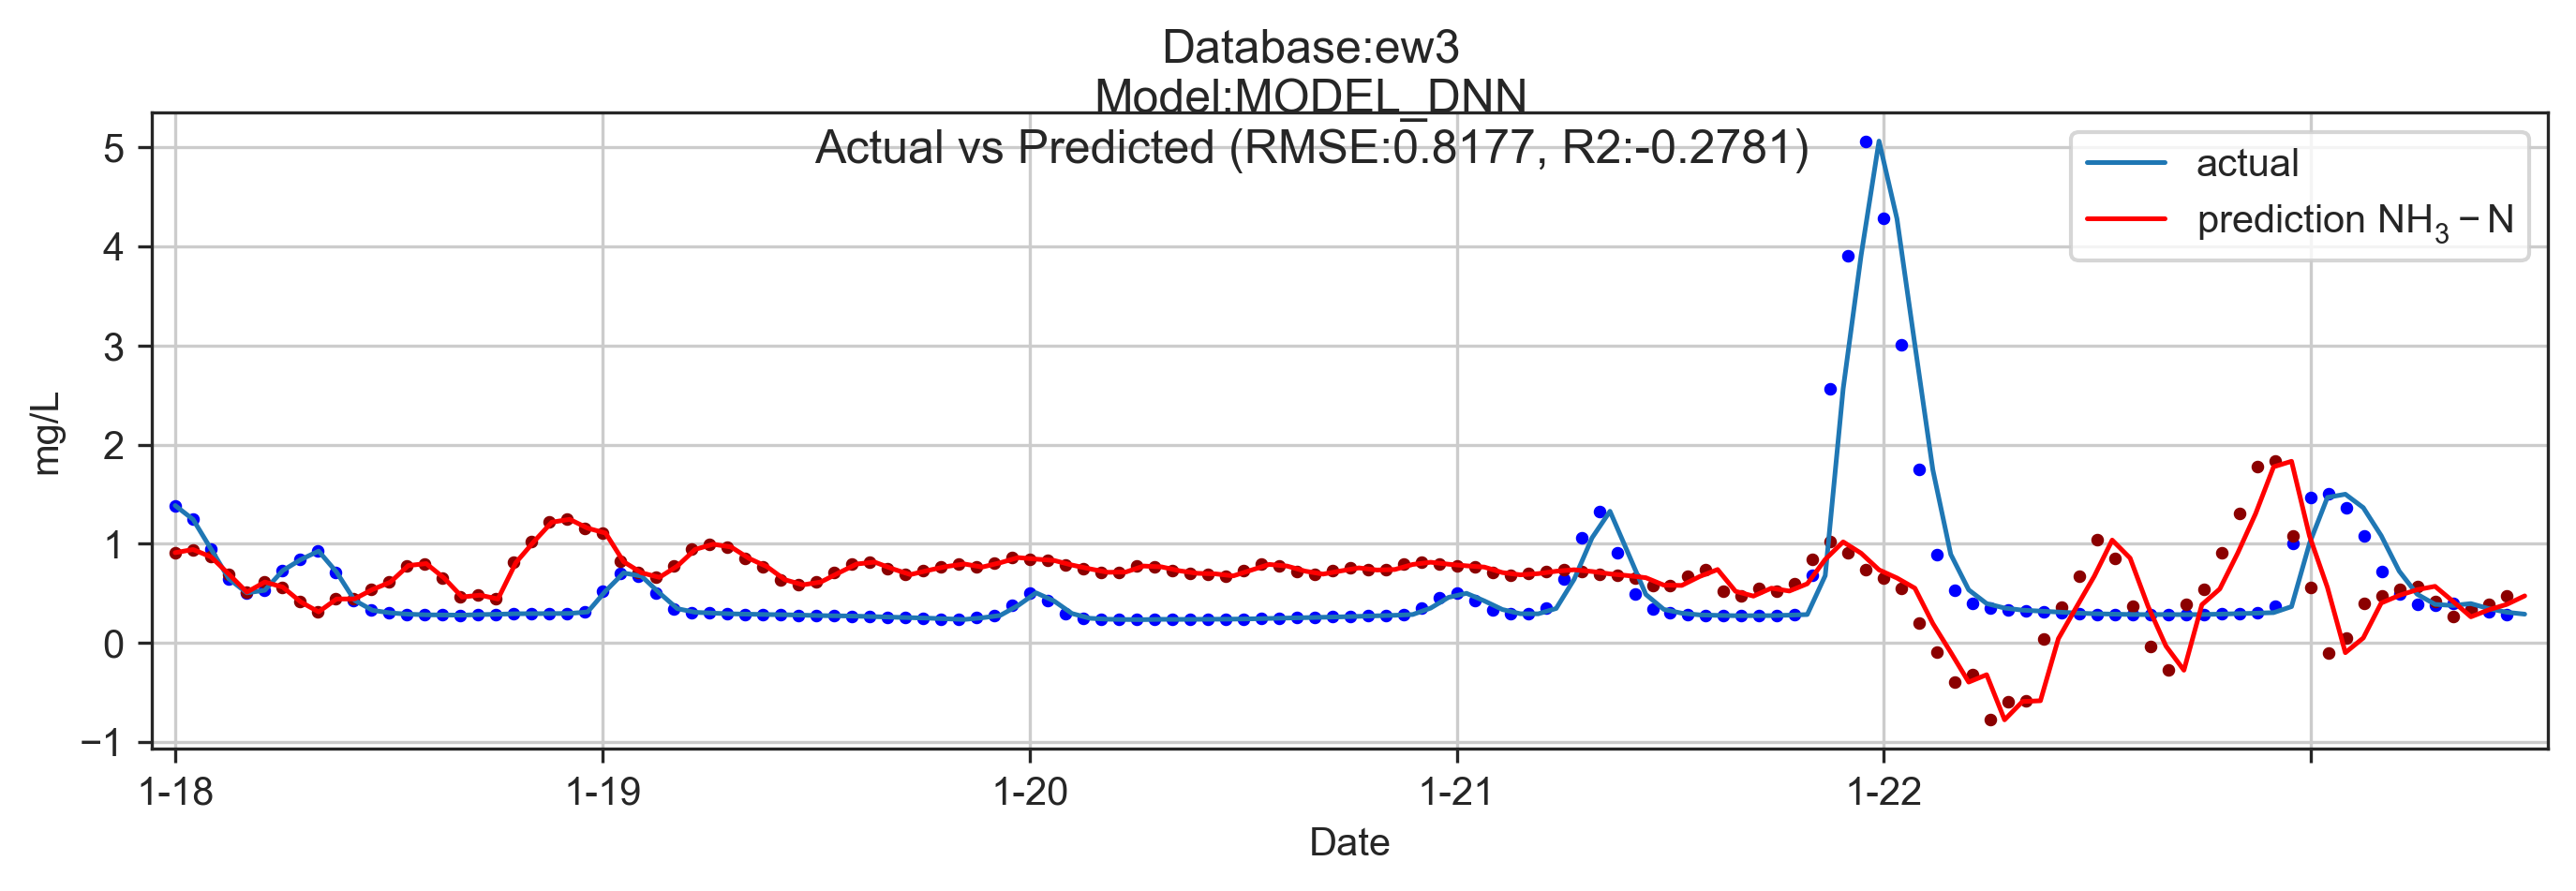 Database:ew3
Model:MODEL_DNN
Actual vs Predicted (RMSE:0.8177, R2:-0.2781)
actual
prediction NH₃ − N
5
4
3
2
1
0
−1
mg/L
1-18 1-19 1-20 1-21 1-22
Date